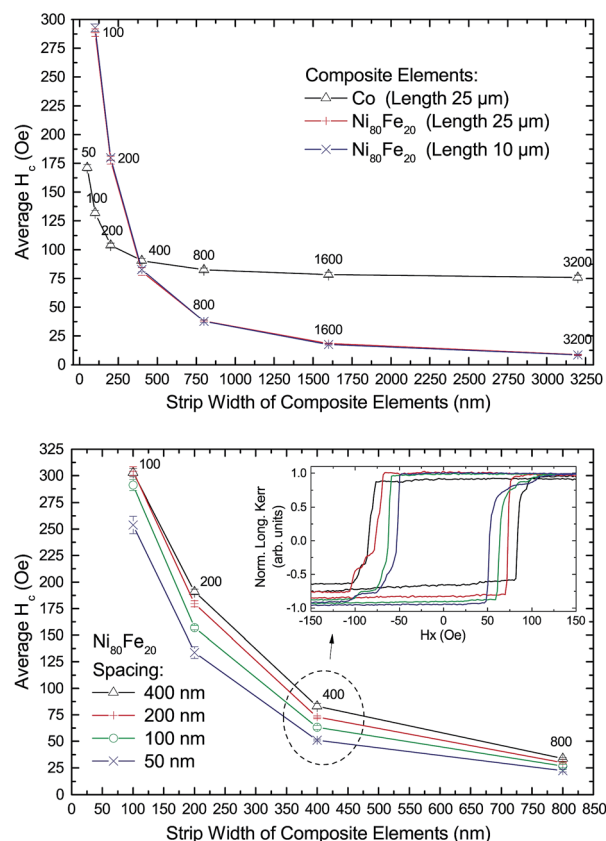 300
275
250
225
200
175
150
125
100
75
50
25
0
Average Hc (Oe)
100
200
50
100
200
400
800
1600
3200
800
1600
3200
Composite Elements:
Co (Length 25 µm)
Ni80Fe20 (Length 25 µm)
Ni80Fe20 (Length 10 µm)
0 250 500 750 1000 1250 1500 1750 2000 2250 2500 2750 3000 3250
Strip Width of Composite Elements (nm)
325
300
275
250
225
200
175
150
125
100
75
50
25
0
Average Hc (Oe)
100
200
400
800
Ni80Fe20
Spacing:
400 nm
200 nm
100 nm
50 nm
Norm. Long. Kerr
(arb. units)
1.0
0.5
0.0
-0.5
-1.0
-150 -100 -50 0 50 100 150
Hx (Oe)
0 50 100 150 200 250 300 350 400 450 500 550 600 650 700 750 800 850
Strip Width of Composite Elements (nm)